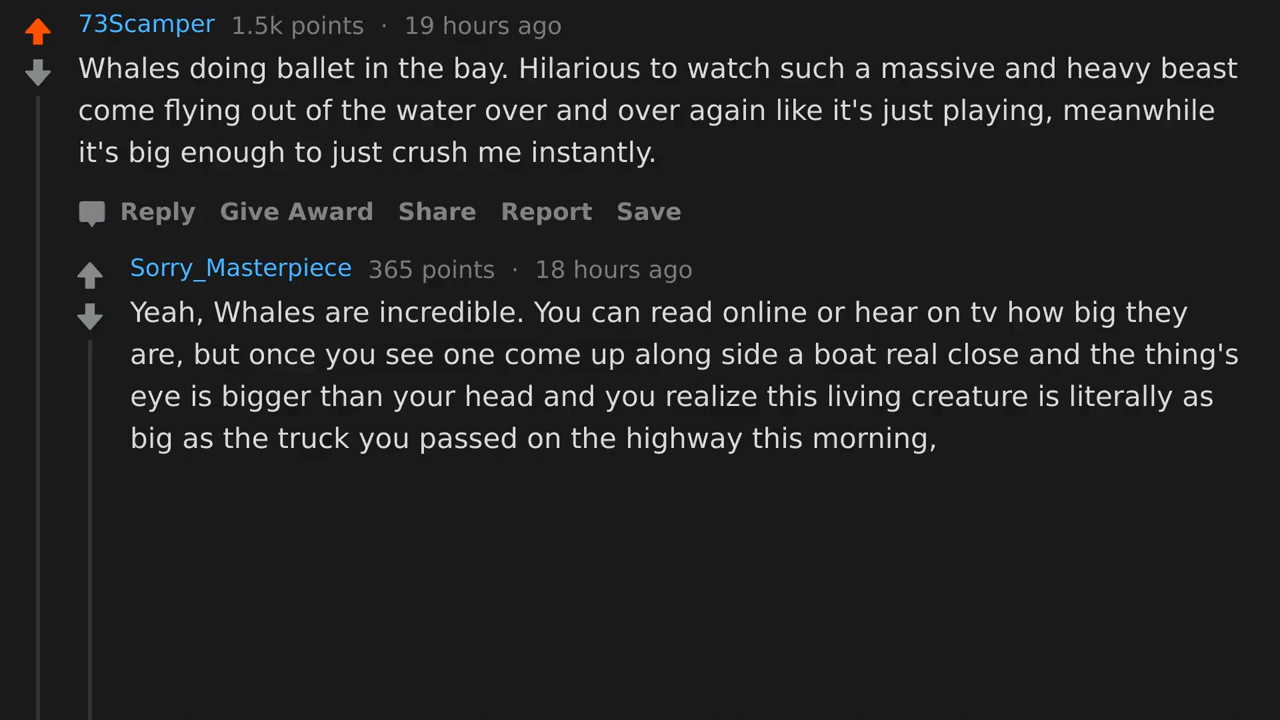 73Scamper 1.5k points · 19 hours ago
Whales doing ballet in the bay. Hilarious to watch such a massive and heavy beast
come flying out of the water over and over again like it's just playing, meanwhile
it's big enough to just crush me instantly.
Reply Give Award Share Report Save
Sorry_Masterpiece 365 points · 18 hours ago
Yeah, Whales are incredible. You can read online or hear on tv how big they
are, but once you see one come up along side a boat real close and the thing's
eye is bigger than your head and you realize this living creature is literally as
big as the truck you passed on the highway this morning,